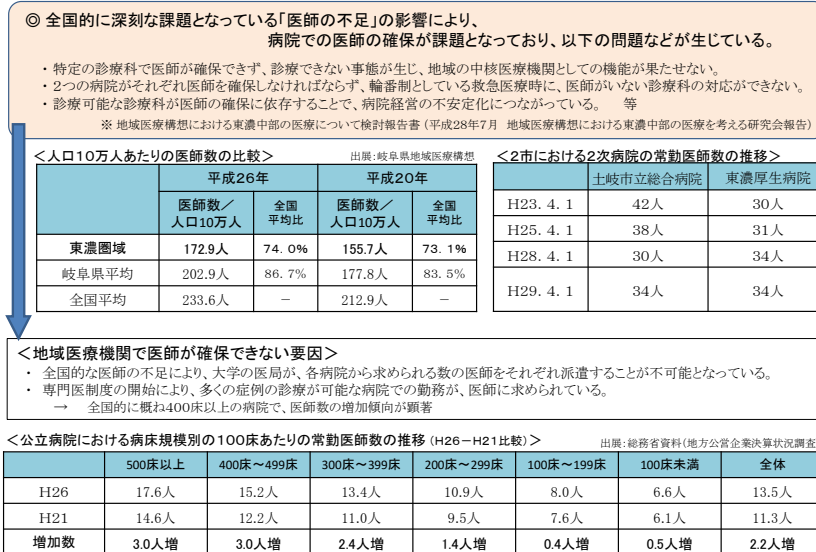 ◎ 全国的に深刻な課題となっている「医師の不足」の影響により、
病院での医師の確保が課題となっており、以下の問題などが生じている。
・特定の診療科で医師が確保できず、診療できない事態が生じ、地域の中核医療機関としての機能が果たせない。
・2つの病院がそれぞれ医師を確保しなければならず、輪番制としている救急医療時に、医師がいない診療科の対応ができない。
・診療可能な診療科が医師の確保に依存することで、病院経営の不安定化につながっている。 等
※ 地域医療構想における東濃中部の医療について検討報告書(平成28年7月 地域医療構想における東濃中部の医療を考える研究会報告)
<人口10万人あたりの医師数の比較> 出展:岐阜県地域医療構想
平成26年 平成20年
医師数/人口10万人 全国平均比 医師数/人口10万人 全国平均比
東濃圏域 172.9人 74.0% 155.7人 73.1%
岐阜県平均 202.9人 86.7% 177.8人 83.5%
全国平均 233.6人 － 212.9人 －
<2市における2次病院の常勤医師数の推移>
土岐市立総合病院 東濃厚生病院
H23.4.1 42人 30人
H25.4.1 38人 31人
H28.4.1 30人 34人
H29.4.1 34人 34人
<地域医療機関で医師が確保できない要因>
・ 全国的な医師の不足により、大学の医局が、各病院から求められる数の医師をそれぞれ派遣することが不可能となっている。
・ 専門医制度の開始により、多くの症例の診療が可能な病院での勤務が、医師に求められている。
→ 全国的に概ね400床以上の病院で、医師数の増加傾向が顕著
<公立病院における病床規模別の100床あたりの常勤医師数の推移(H26－H21比較)> 出展:総務省資料(地方公営企業決算状況調査
500床以上 400床～499床 300床～399床 200床～299床 100床～199床 100床未満 全体
H26 17.6人 15.2人 13.4人 10.9人 8.0人 6.6人 13.5人
H21 14.6人 12.2人 11.0人 9.5人 7.6人 6.1人 11.3人
増加数 3.0人増 3.0人増 2.4人増 1.4人増 0.4人増 0.5人増 2.2人増